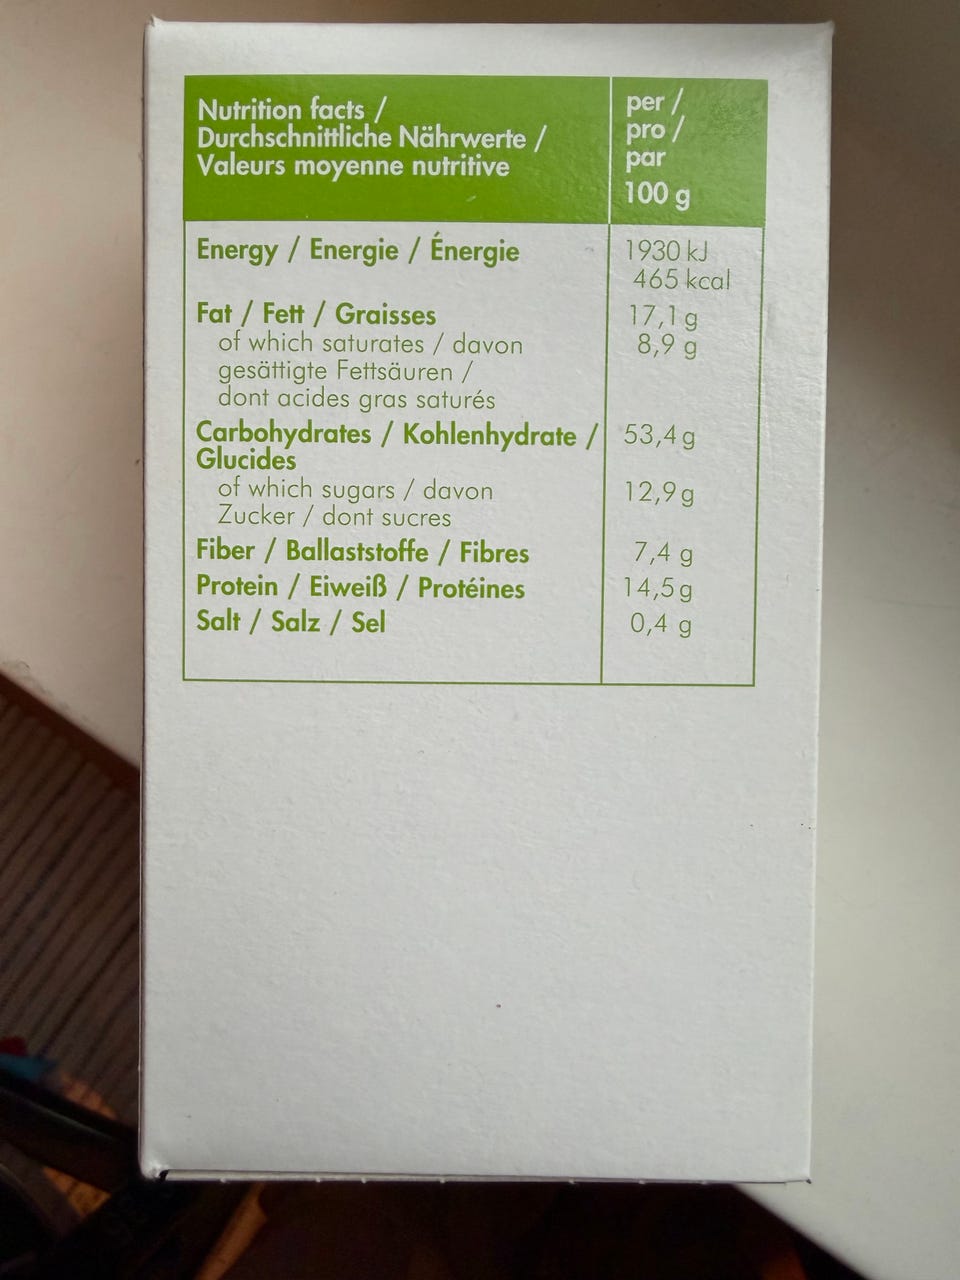 Nutrition facts /
Durchschnittliche Nährwerte /
Valeurs moyenne nutritive
per /
pro /
par
100 g
Energy / Energie / Énergie 1930 kJ
465 kcal
Fat / Fett / Graisses 17,1 g
of which saturates / davon 8,9 g
gesättigte Fettsäuren /
dont acides gras saturés
Carbohydrates / Kohlenhydrate / 53,4 g
Glucides
of which sugars / davon 12,9 g
Zucker / dont sucres
Fiber / Ballaststoffe / Fibres 7,4 g
Protein / Eiweiß / Protéines 14,5 g
Salt / Salz / Sel 0,4 g